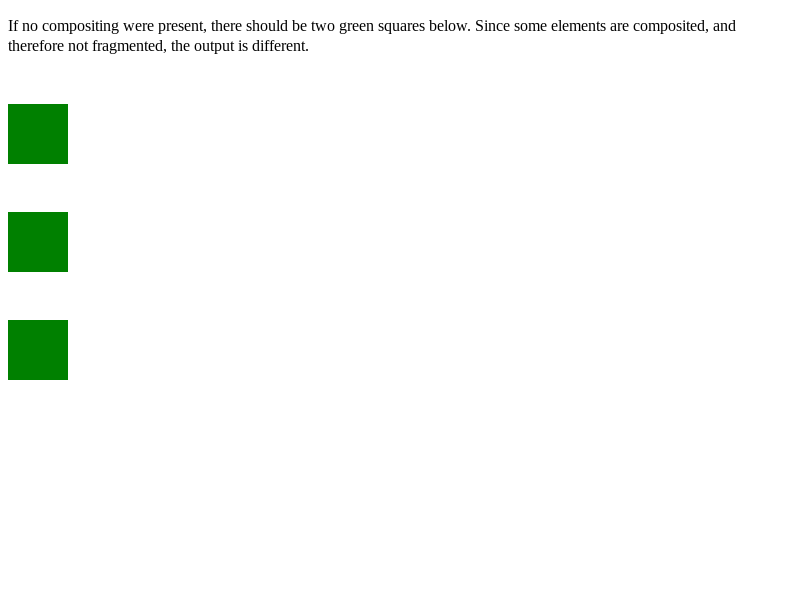 If no compositing were present, there should be two green squares below. Since some elements are composited, and
therefore not fragmented, the output is different.